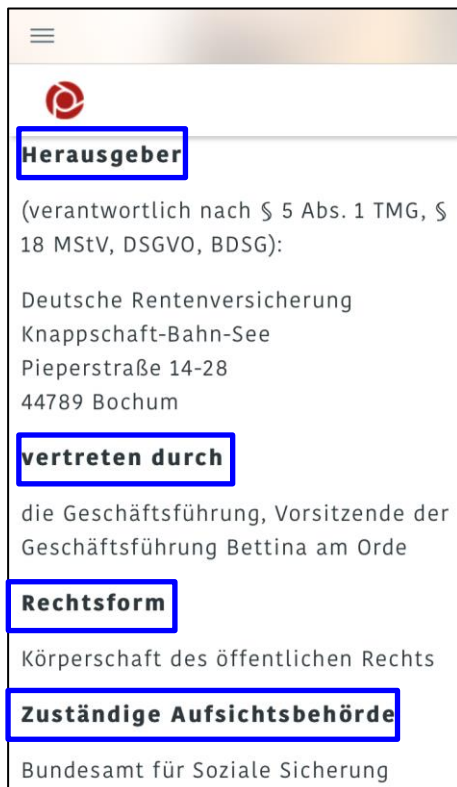 Herausgeber
(verantwortlich nach § 5 Abs. 1 TMG, §
18 MStV, DSGVO, BDSG):
Deutsche Rentenversicherung
Knappschaft-Bahn-See
Pieperstraße 14-28
44789 Bochum
vertreten durch
die Geschäftsführung, Vorsitzende der
Geschäftsführung Bettina am Orde
Rechtsform
Körperschaft des öffentlichen Rechts
Zuständige Aufsichtsbehörde
Bundesamt für Soziale Sicherung